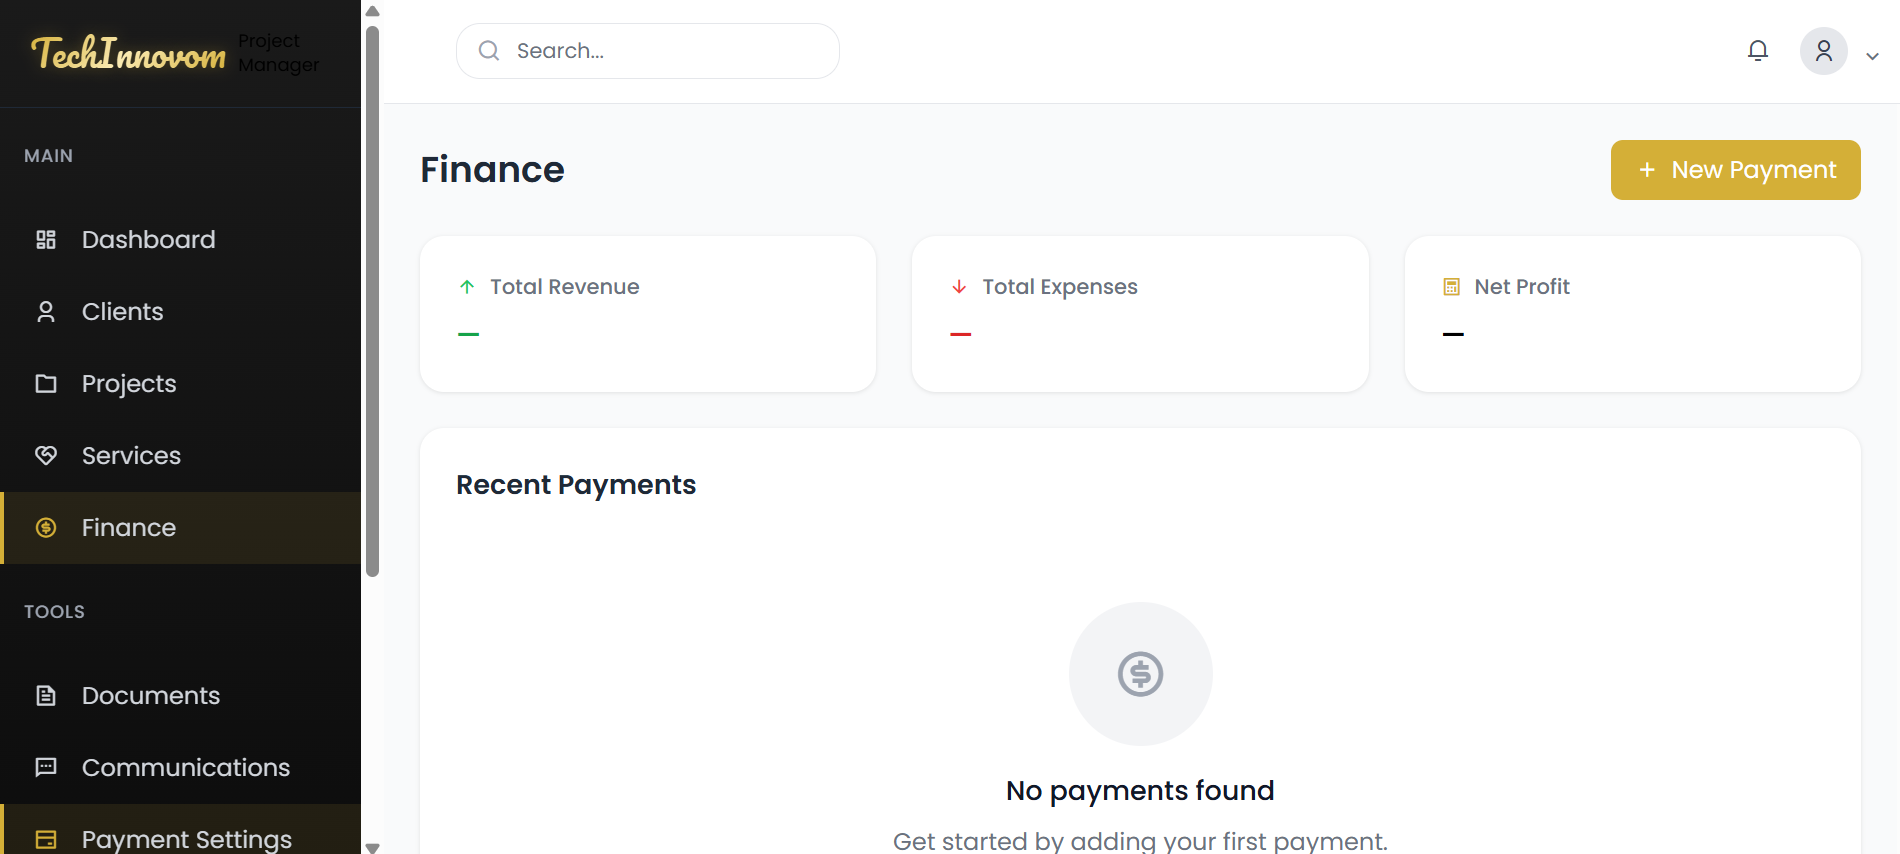 TechInnovom
Project
Manager
Search...
MAIN
Dashboard
Clients
Projects
Services
Finance
TOOLS
Documents
Communications
Payment Settings
Finance
+ New Payment
Total Revenue
—
Total Expenses
—
Net Profit
—
Recent Payments
No payments found
Get started by adding your first payment.